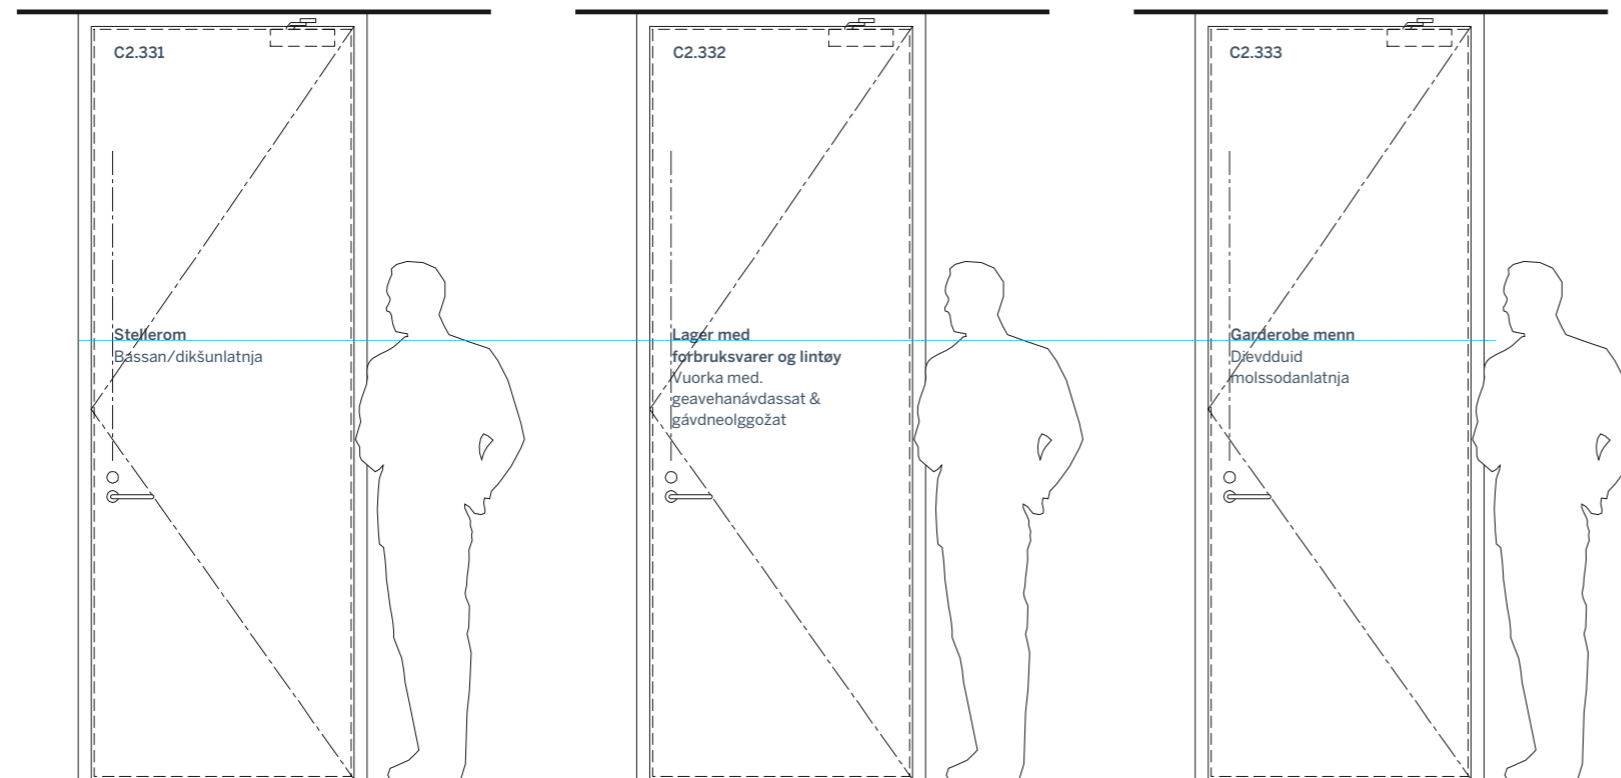 C2.331
Stellerom
Bassan/dikšunlatnja
C2.332
Lager med
forbruksvarer og lintøy
Vuorka med.
geavehanávdassat &
gávdneolggožat
C2.333
Garderobe menn
Dievdduid
molssodanlatnja